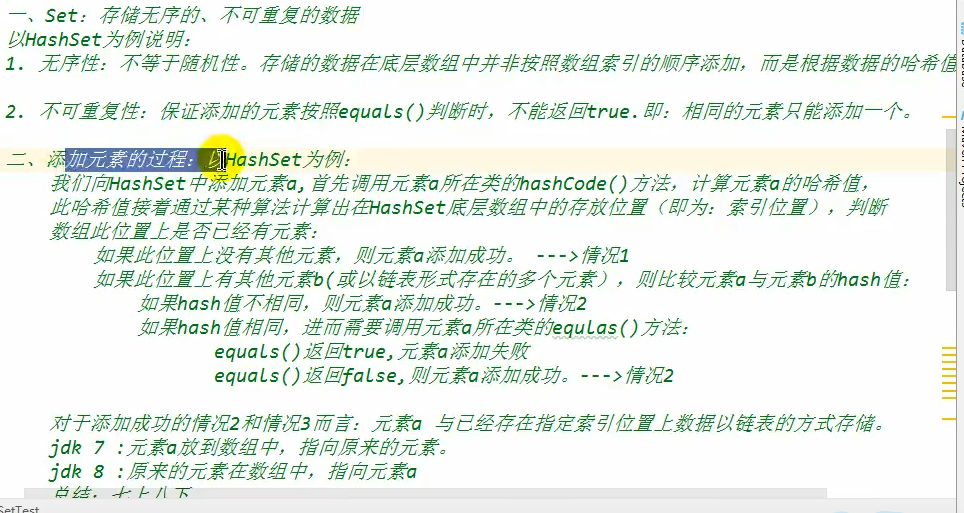 一、Set：存储无序的、不可重复的数据
以HashSet为例说明：
1. 无序性：不等于随机性。存储的数据在底层数组中并非按照数组索引的顺序添加，而是根据数据的哈希值
2. 不可重复性：保证添加的元素按照equals()判断时，不能返回true.即：相同的元素只能添加一个。
二、添加元素的过程：以HashSet为例：
我们向HashSet中添加元素a,首先调用元素a所在类的hashCode()方法，计算元素a的哈希值，
此哈希值接着通过某种算法计算出在HashSet底层数组中的存放位置（即为：索引位置），判断
数组此位置上是否已经有元素：
如果此位置上没有其他元素，则元素a添加成功。 --->情况1
如果此位置上有其他元素b(或以链表形式存在的多个元素），则比较元素a与元素b的hash值：
如果hash值不相同，则元素a添加成功。--->情况2
如果hash值相同，进而需要调用元素a所在类的equlas()方法：
equals()返回true,元素a添加失败
equals()返回false,则元素a添加成功。--->情况2
对于添加成功的情况2和情况3而言：元素a 与已经存在指定索引位置上数据以链表的方式存储。
jdk 7 :元素a放到数组中，指向原来的元素。
jdk 8 :原来的元素在数组中，指向元素a
总结：七上八下
SetTest